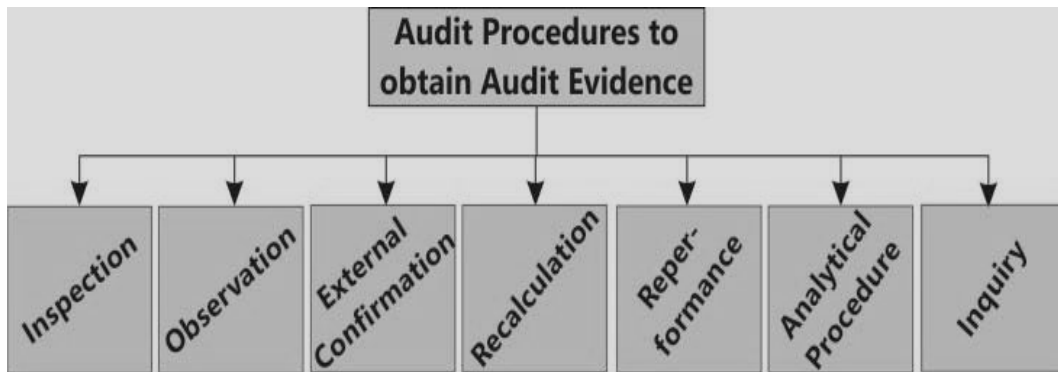 Audit Procedures to
obtain Audit Evidence
Inspection
Observation
External
Confirmation
Recalculation
Reper-
formance
Analytical
Procedure
Inquiry